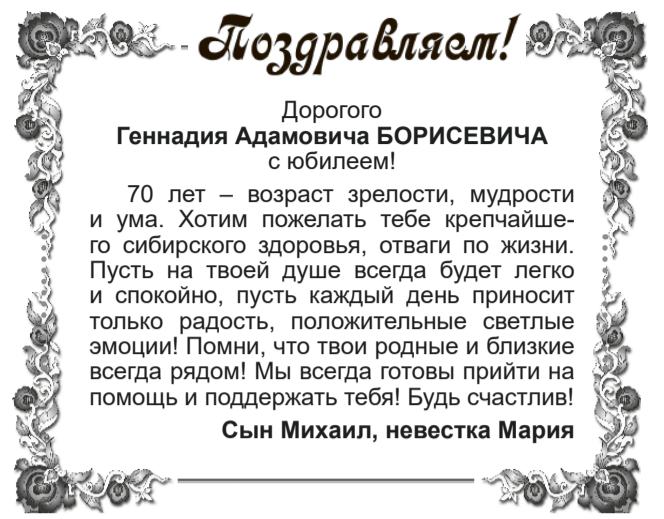 Поздравляем!
Дорогого
Геннадия Адамовича БОРИСЕВИЧА
с юбилеем!
70 лет – возраст зрелости, мудрости
и ума. Хотим пожелать тебе крепчайше-
го сибирского здоровья, отваги по жизни.
Пусть на твоей душе всегда будет легко
и спокойно, пусть каждый день приносит
только радость, положительные светлые
эмоции! Помни, что твои родные и близкие
всегда рядом! Мы всегда готовы прийти на
помощь и поддержать тебя! Будь счастлив!
Сын Михаил, невестка Мария